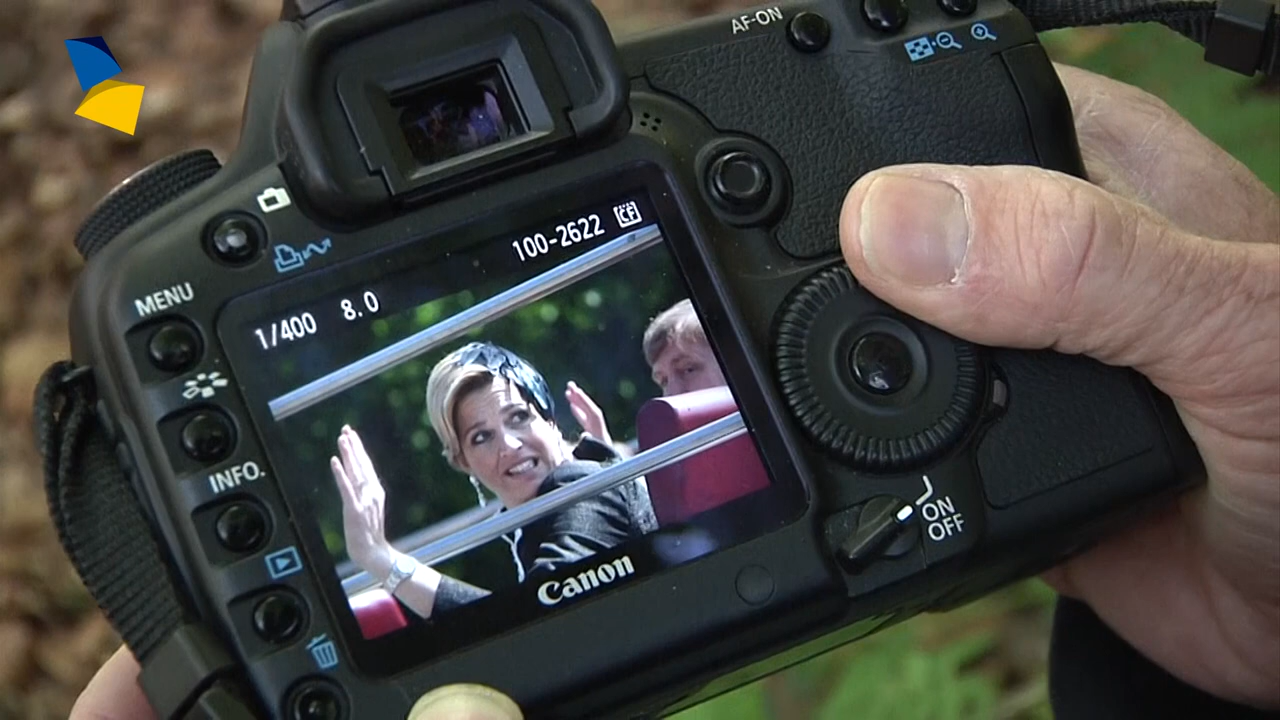 AF-ON
100-2622 CF
MENU
1/400 8.0
INFO.
ON
OFF
Canon